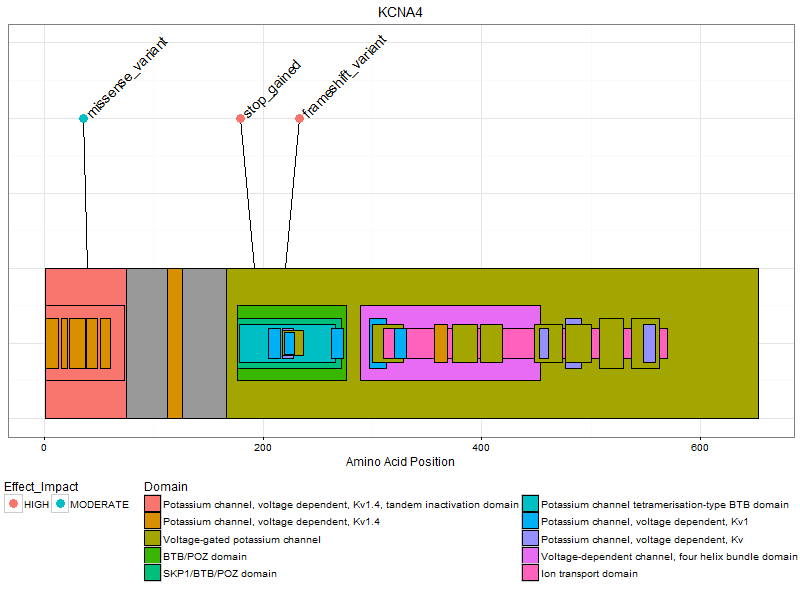 KCNA4
missense_variant
stop_gained
frameshift_variant
0 200 400 600
Amino Acid Position
Effect_Impact
HIGH MODERATE
Domain
Potassium channel, voltage dependent, Kv1.4, tandem inactivation domain
Potassium channel, voltage dependent, Kv1.4
Voltage-gated potassium channel
BTB/POZ domain
SKP1/BTB/POZ domain
Potassium channel tetramerisation-type BTB domain
Potassium channel, voltage dependent, Kv1
Potassium channel, voltage dependent, Kv
Voltage-dependent channel, four helix bundle domain
Ion transport domain